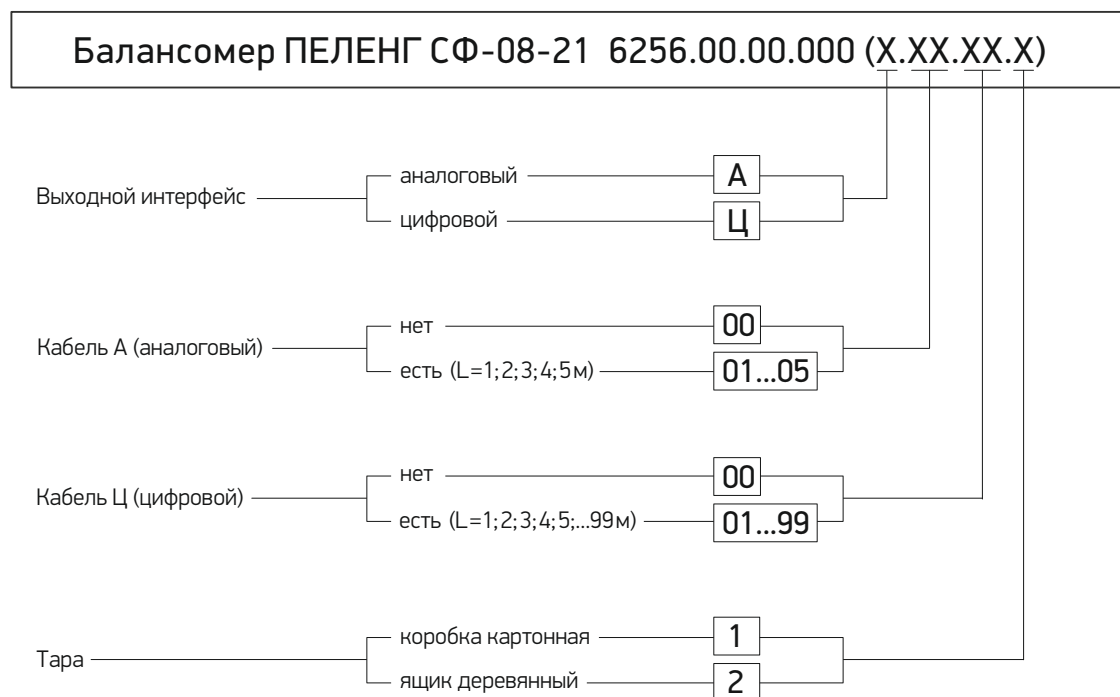 Балансомер ПЕЛЕНГ СФ-08-21 6256.00.00.000 (Х.ХХ.ХХ.Х)
Выходной интерфейс
аналоговый
А
цифровой
Ц
Кабель А (аналоговый)
нет
00
есть (L=1;2;3;4;5м)
01...05
Кабель Ц (цифровой)
нет
00
есть (L=1;2;3;4;5;...99м)
01...99
Тара
коробка картонная
1
ящик деревянный
2